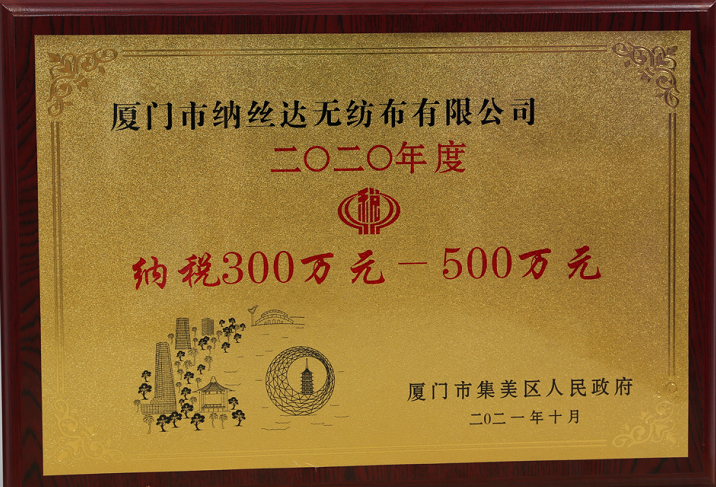 厦门市纳丝达无纺布有限公司
二〇二〇年度
税
纳税300万元－500万元
厦门市集美区人民政府
二〇二一年十月